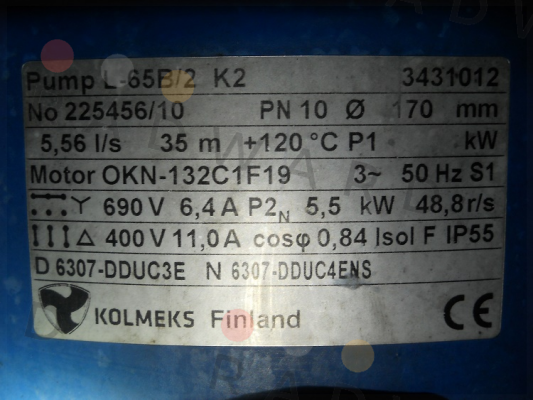 Pump L-65B/2 K2 3431012
No 225456/10 PN 10 Ø 170 mm
5,56 l/s 35 m +120 °C P1 kW
Motor OKN-132C1F19 3~ 50 Hz S1
Y 690 V 6,4 A P2N 5,5 kW 48,8 r/s
Δ 400 V 11,0 A cosφ 0,84 Isol F IP55
D 6307-DDUC3E N 6307-DDUC4ENS
KOLMEKS Finland CE